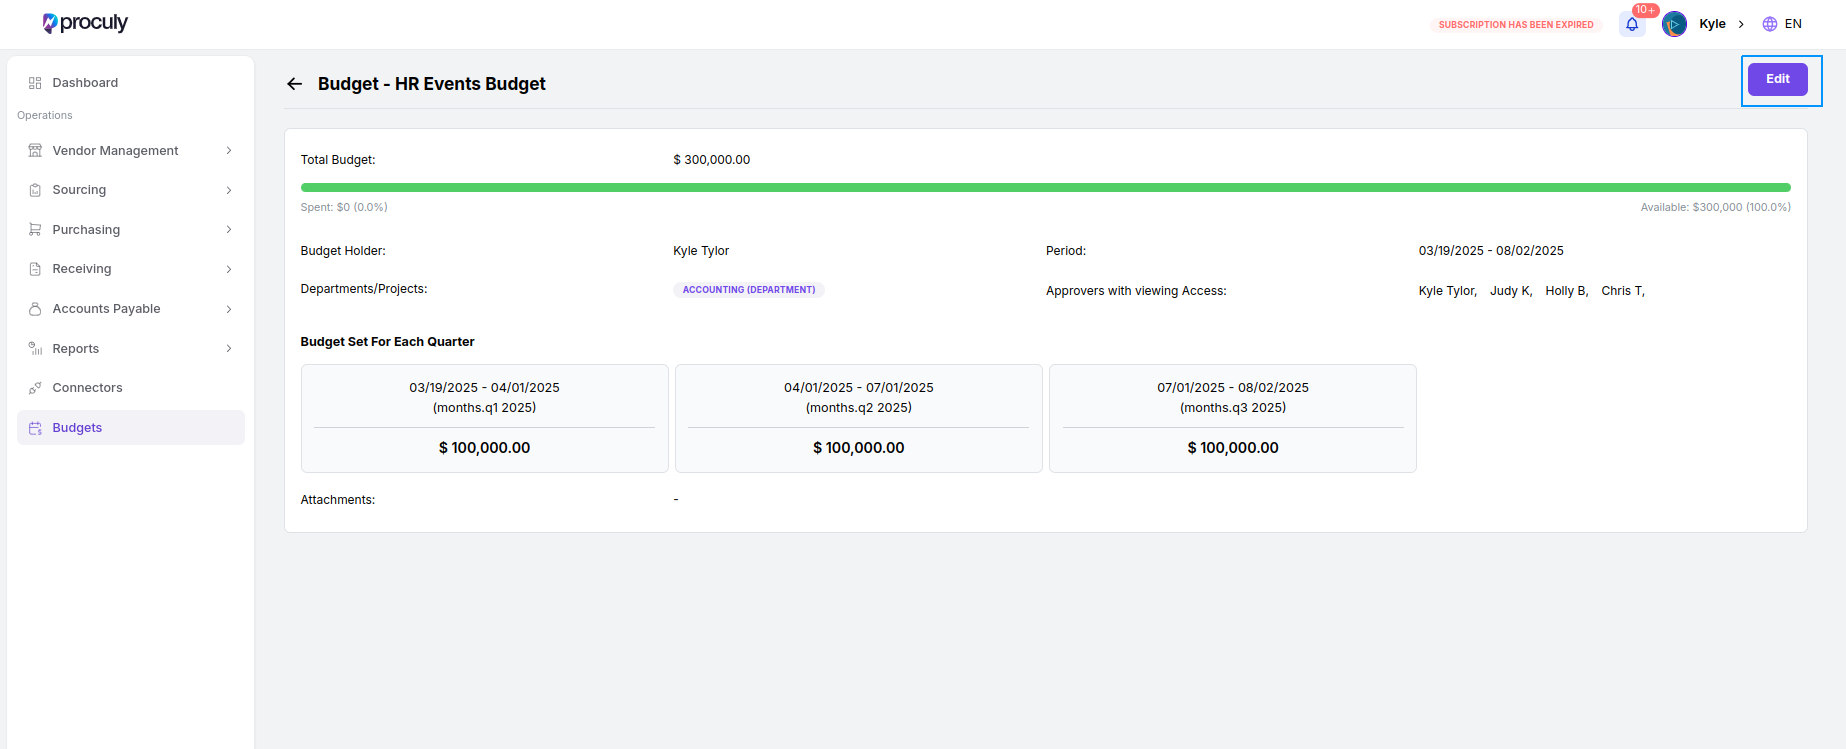 proculy
SUBSCRIPTION HAS BEEN EXPIRED
10+
Kyle
EN
Dashboard
Operations
Vendor Management
Sourcing
Purchasing
Receiving
Accounts Payable
Reports
Connectors
Budgets
Budget - HR Events Budget
Edit
Total Budget: $ 300,000.00
Spent: $0 (0.0%) Available: $300,000 (100.0%)
Budget Holder: Kyle Tylor Period: 03/19/2025 - 08/02/2025
Departments/Projects: ACCOUNTING (DEPARTMENT) Approvers with viewing Access: Kyle Tylor, Judy K, Holly B, Chris T,
Budget Set For Each Quarter
03/19/2025 - 04/01/2025
(months.q1 2025)
$ 100,000.00
04/01/2025 - 07/01/2025
(months.q2 2025)
$ 100,000.00
07/01/2025 - 08/02/2025
(months.q3 2025)
$ 100,000.00
Attachments: -